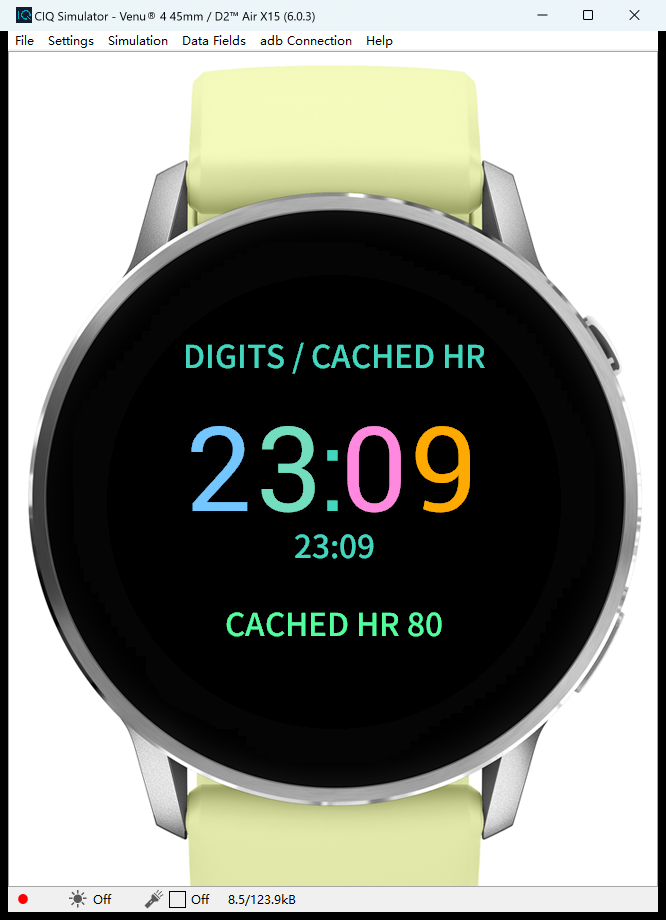 CIQ Simulator - Venu® 4 45mm / D2™ Air X15 (6.0.3)
File Settings Simulation Data Fields adb Connection Help
DIGITS / CACHED HR
23:09
23:09
CACHED HR 80
Off Off 8.5/123.9kB